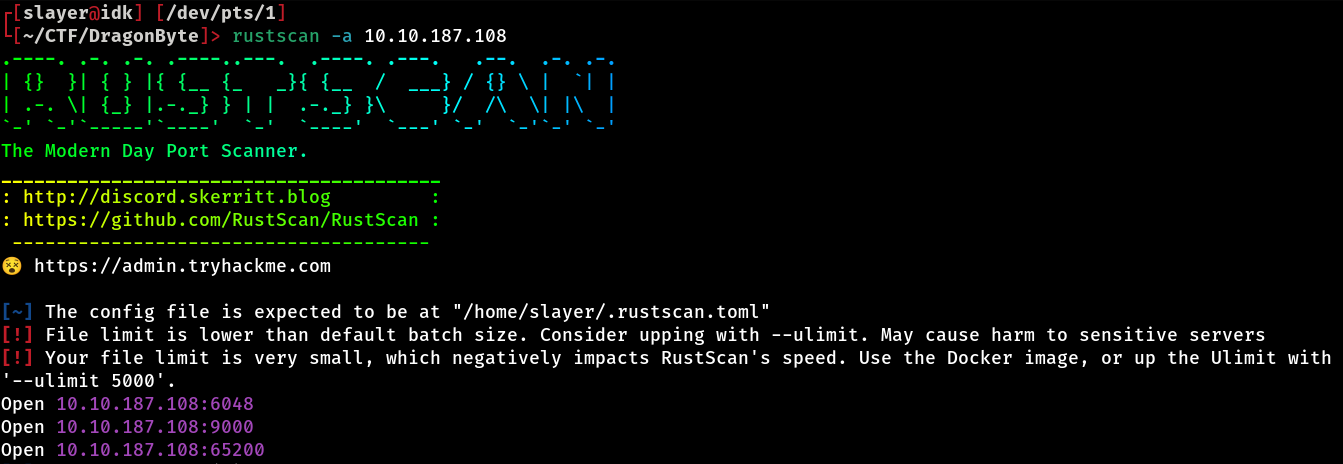 ┌[slayer@idk] [/dev/pts/1]
└[~/CTF/DragonByte]> rustscan -a 10.10.187.108
.----. .-. .-. .----..---.  .----. .---.   .--.  .-. .-.
| {}  }| { } |{ {__ {_   _}{ {__  /  ___} / {} \ |  `| |
| .-. \| {_} |.-._} } | |  .-._} }\     }/  /\  \| |\  |
`-' `-'`-----'`----'  `-'  `----'  `---' `-'  `-'`-' `-'
The Modern Day Port Scanner.
________________________________________
: http://discord.skerritt.blog         :
: https://github.com/RustScan/RustScan :
 --------------------------------------
😵 https://admin.tryhackme.com
[~] The config file is expected to be at "/home/slayer/.rustscan.toml"
[!] File limit is lower than default batch size. Consider upping with --ulimit. May cause harm to sensitive servers
[!] Your file limit is very small, which negatively impacts RustScan's speed. Use the Docker image, or up the Ulimit with
'--ulimit 5000'.
Open 10.10.187.108:6048
Open 10.10.187.108:9000
Open 10.10.187.108:65200